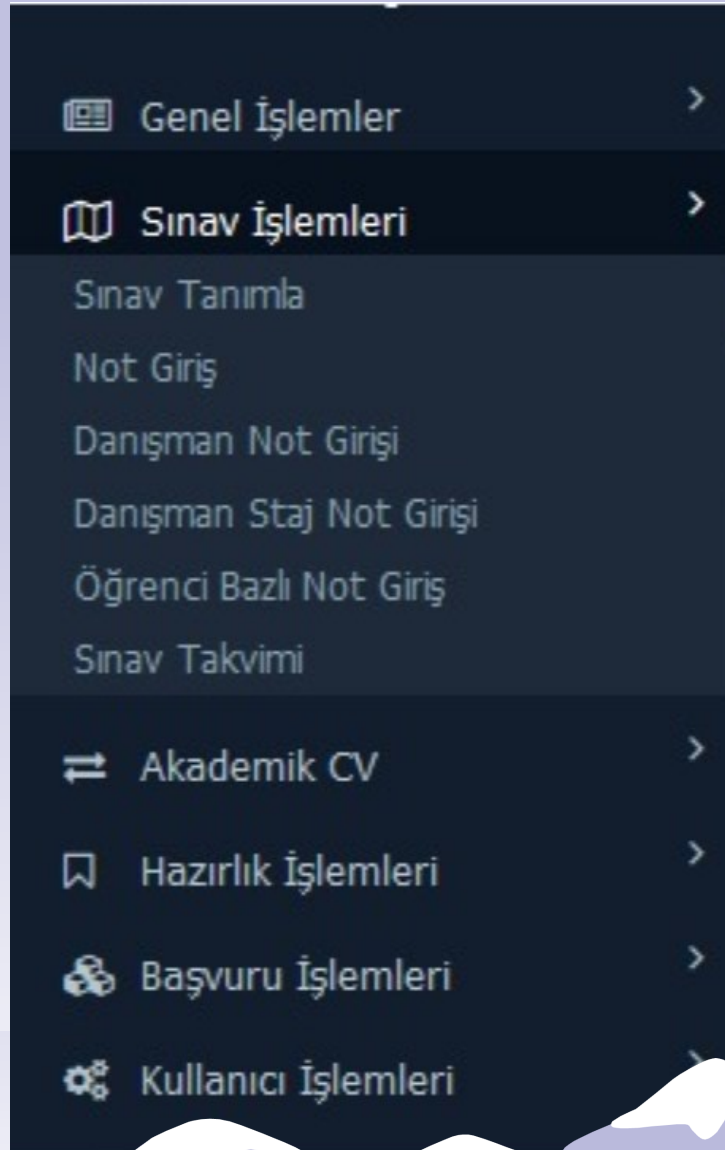 Genel İşlemler
Sınav İşlemleri
Sınav Tanımla
Not Giriş
Danışman Not Girişi
Danışman Staj Not Girişi
Öğrenci Bazlı Not Giriş
Sınav Takvimi
Akademik CV
Hazırlık İşlemleri
Başvuru İşlemleri
Kullanıcı İşlemleri